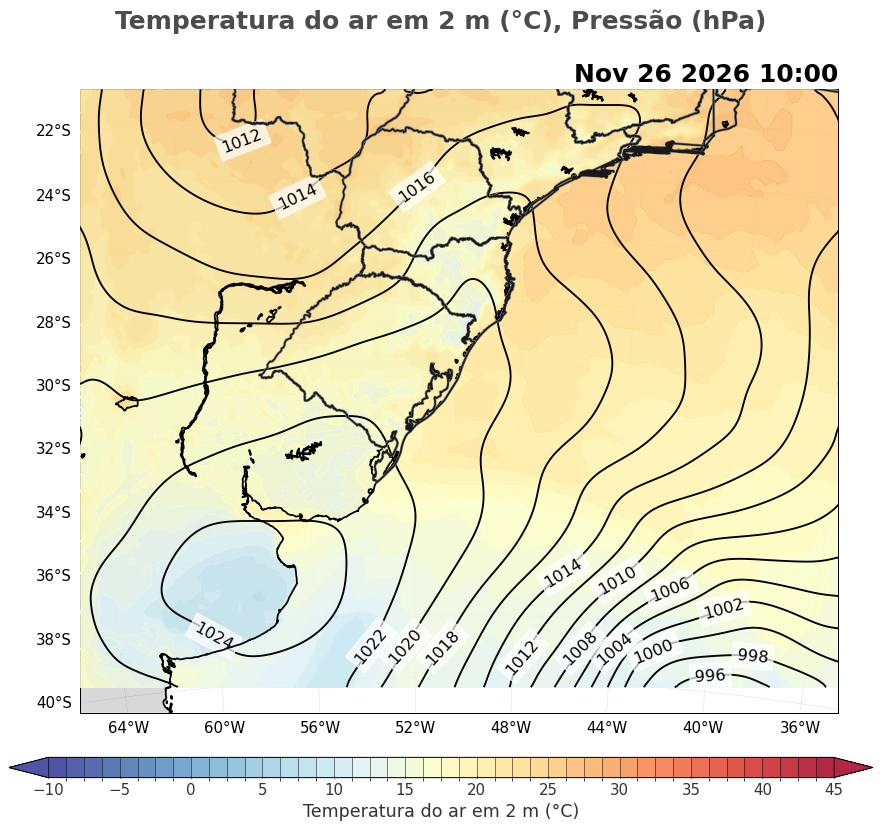 Temperatura do ar em 2 m (°C), Pressão (hPa)
Nov 26 2026 10:00
22°S
24°S
26°S
28°S
30°S
32°S
34°S
36°S
38°S
40°S
1012
1014
1016
1014
1010
1006
1002
1024
1022
1020
1018
1012
1008
1004
1000
998
996
64°W
60°W
56°W
52°W
48°W
44°W
40°W
36°W
−10
−5
0
5
10
15
20
25
30
35
40
45
Temperatura do ar em 2 m (°C)